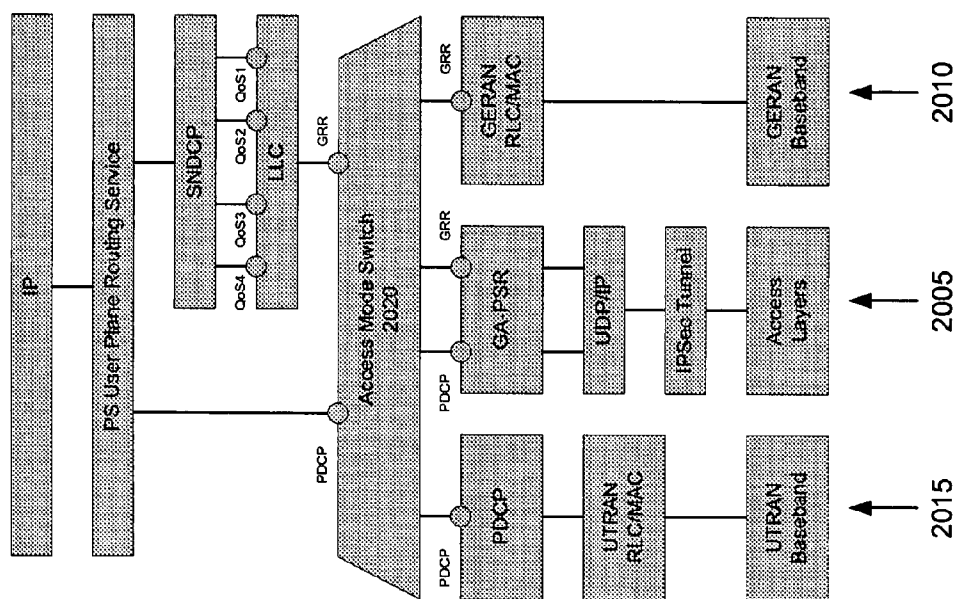 IP
PS User Plane Routing Service
SNDCP
QoS4
QoS3
QoS2
QoS1
LLC
PDCP
GRR
Access Mode Switch
2020
PDCP
PDCP
GRR
GRR
PDCP
GA-PSR
GERAN
RLC/MAC
UTRAN
RLC/MAC
UDP/IP
IPSec Tunnel
UTRAN
Baseband
Access
Layers
GERAN
Baseband
2015
2005
2010